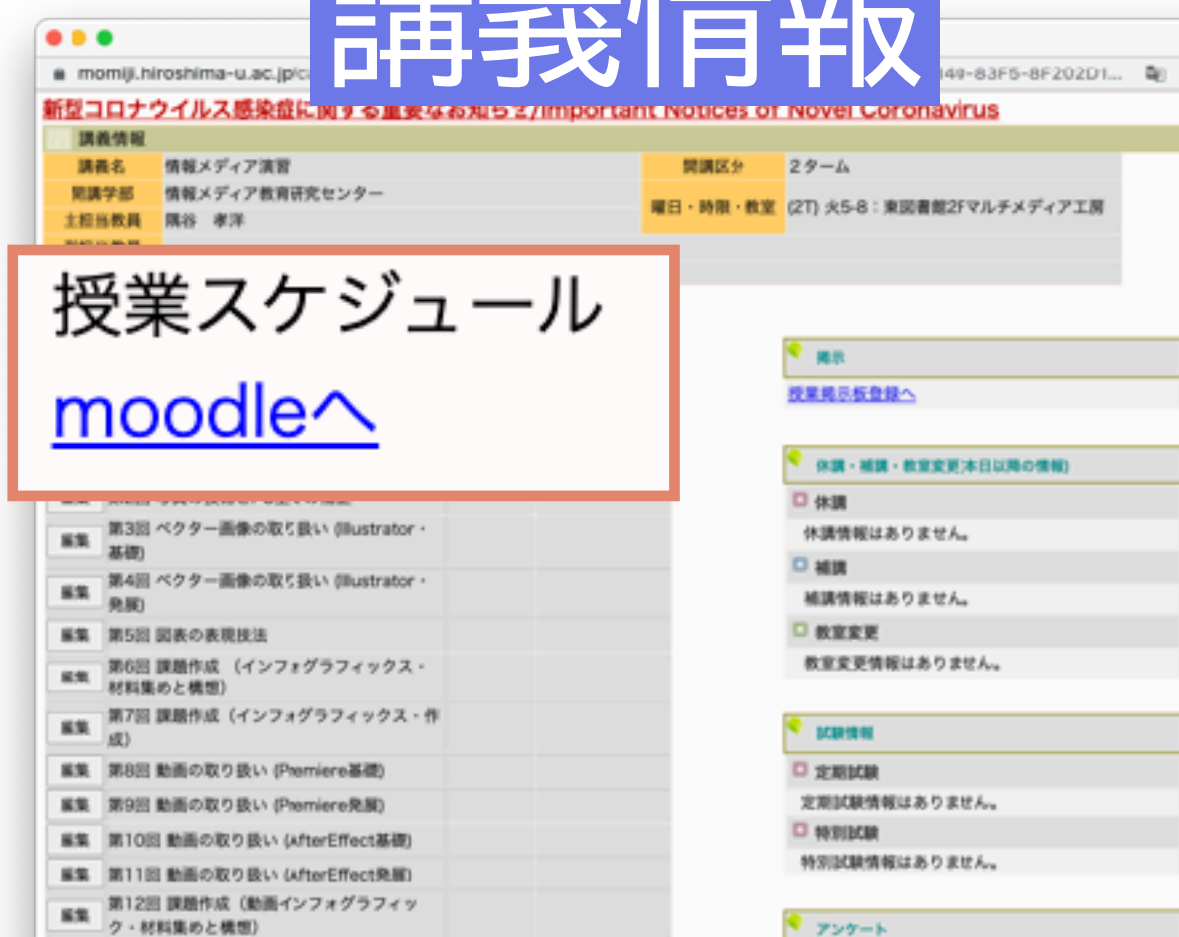 講義情報
momiji.hiroshima-u.ac.jp/c
149-83F5-8F202D1...
新型コロナウイルス感染症に関する重要なお知らせ/Important Notices of Novel Coronavirus
講義情報
講義名 情報メディア演習 開講区分 2ターム
開講学部 情報メディア教育研究センター
曜日・時限・教室 (2T) 火5-8:東図書館2Fマルチメディア工房
主担当教員 隅谷 孝洋
授業スケジュール
moodleへ
編集 第3回 ベクター画像の取り扱い (Illustrator・
基礎)
編集 第4回 ベクター画像の取り扱い (Illustrator・
発展)
編集 第5回 図表の表現技法
編集 第6回 課題作成 (インフォグラフィックス・
材料集めと構想)
編集 第7回 課題作成(インフォグラフィックス・作
成)
編集 第8回 動画の取り扱い (Premiere基礎)
編集 第9回 動画の取り扱い (Premiere発展)
編集 第10回 動画の取り扱い (AfterEffect基礎)
編集 第11回 動画の取り扱い (AfterEffect発展)
編集 第12回 課題作成(動画インフォグラフィッ
ク・材料集めと構想)
掲示
授業掲示板登録へ
休講・補講・教室変更(本日以降の情報)
休講
休講情報はありません。
補講
補講情報はありません。
教室変更
教室変更情報はありません。
試験情報
定期試験
定期試験情報はありません。
特別試験
特別試験情報はありません。
アンケート